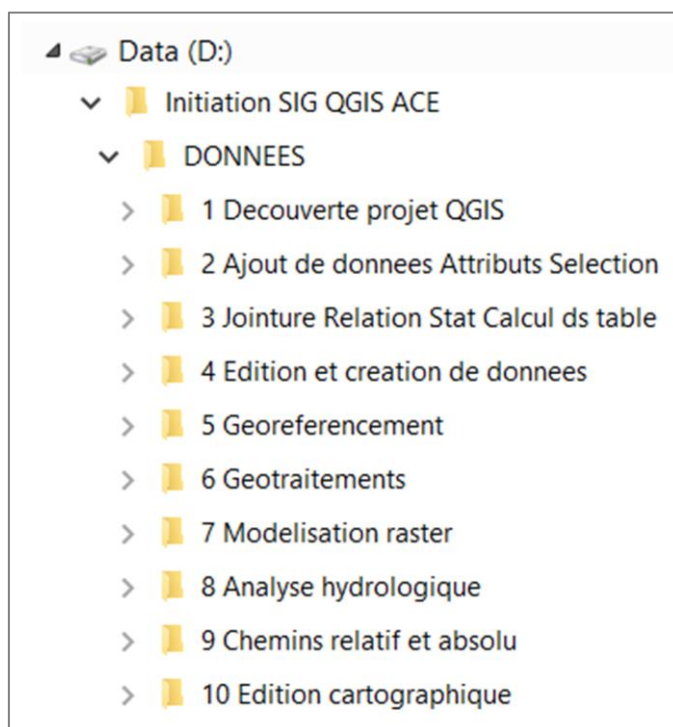 Data (D:)
Initiation SIG QGIS ACE
DONNEES
1 Decouverte projet QGIS
2 Ajout de donnees Attributs Selection
3 Jointure Relation Stat Calcul ds table
4 Edition et creation de donnees
5 Georeferencement
6 Geotraitements
7 Modelisation raster
8 Analyse hydrologique
9 Chemins relatif et absolu
10 Edition cartographique